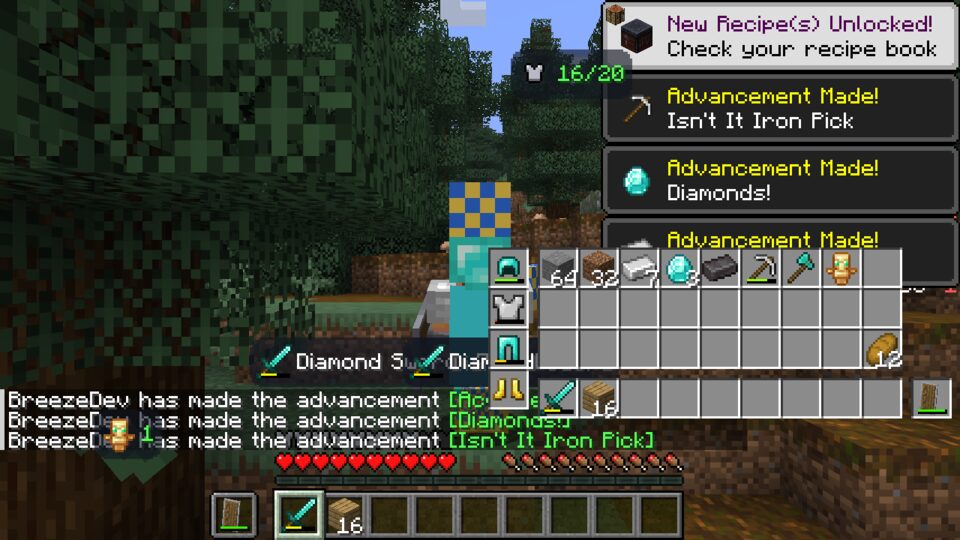 New Recipe(s) Unlocked!
Check your recipe book
16/20
Advancement Made!
Isn't It Iron Pick
Advancement Made!
Diamonds!
Advancement Made!
64
32
7
3
12
Diamond
BreezeDev has made the advancement
BreezeDev has made the advancement [Diamonds!]
BreezeDev has made the advancement [Isn't It Iron Pick]
1
16
16